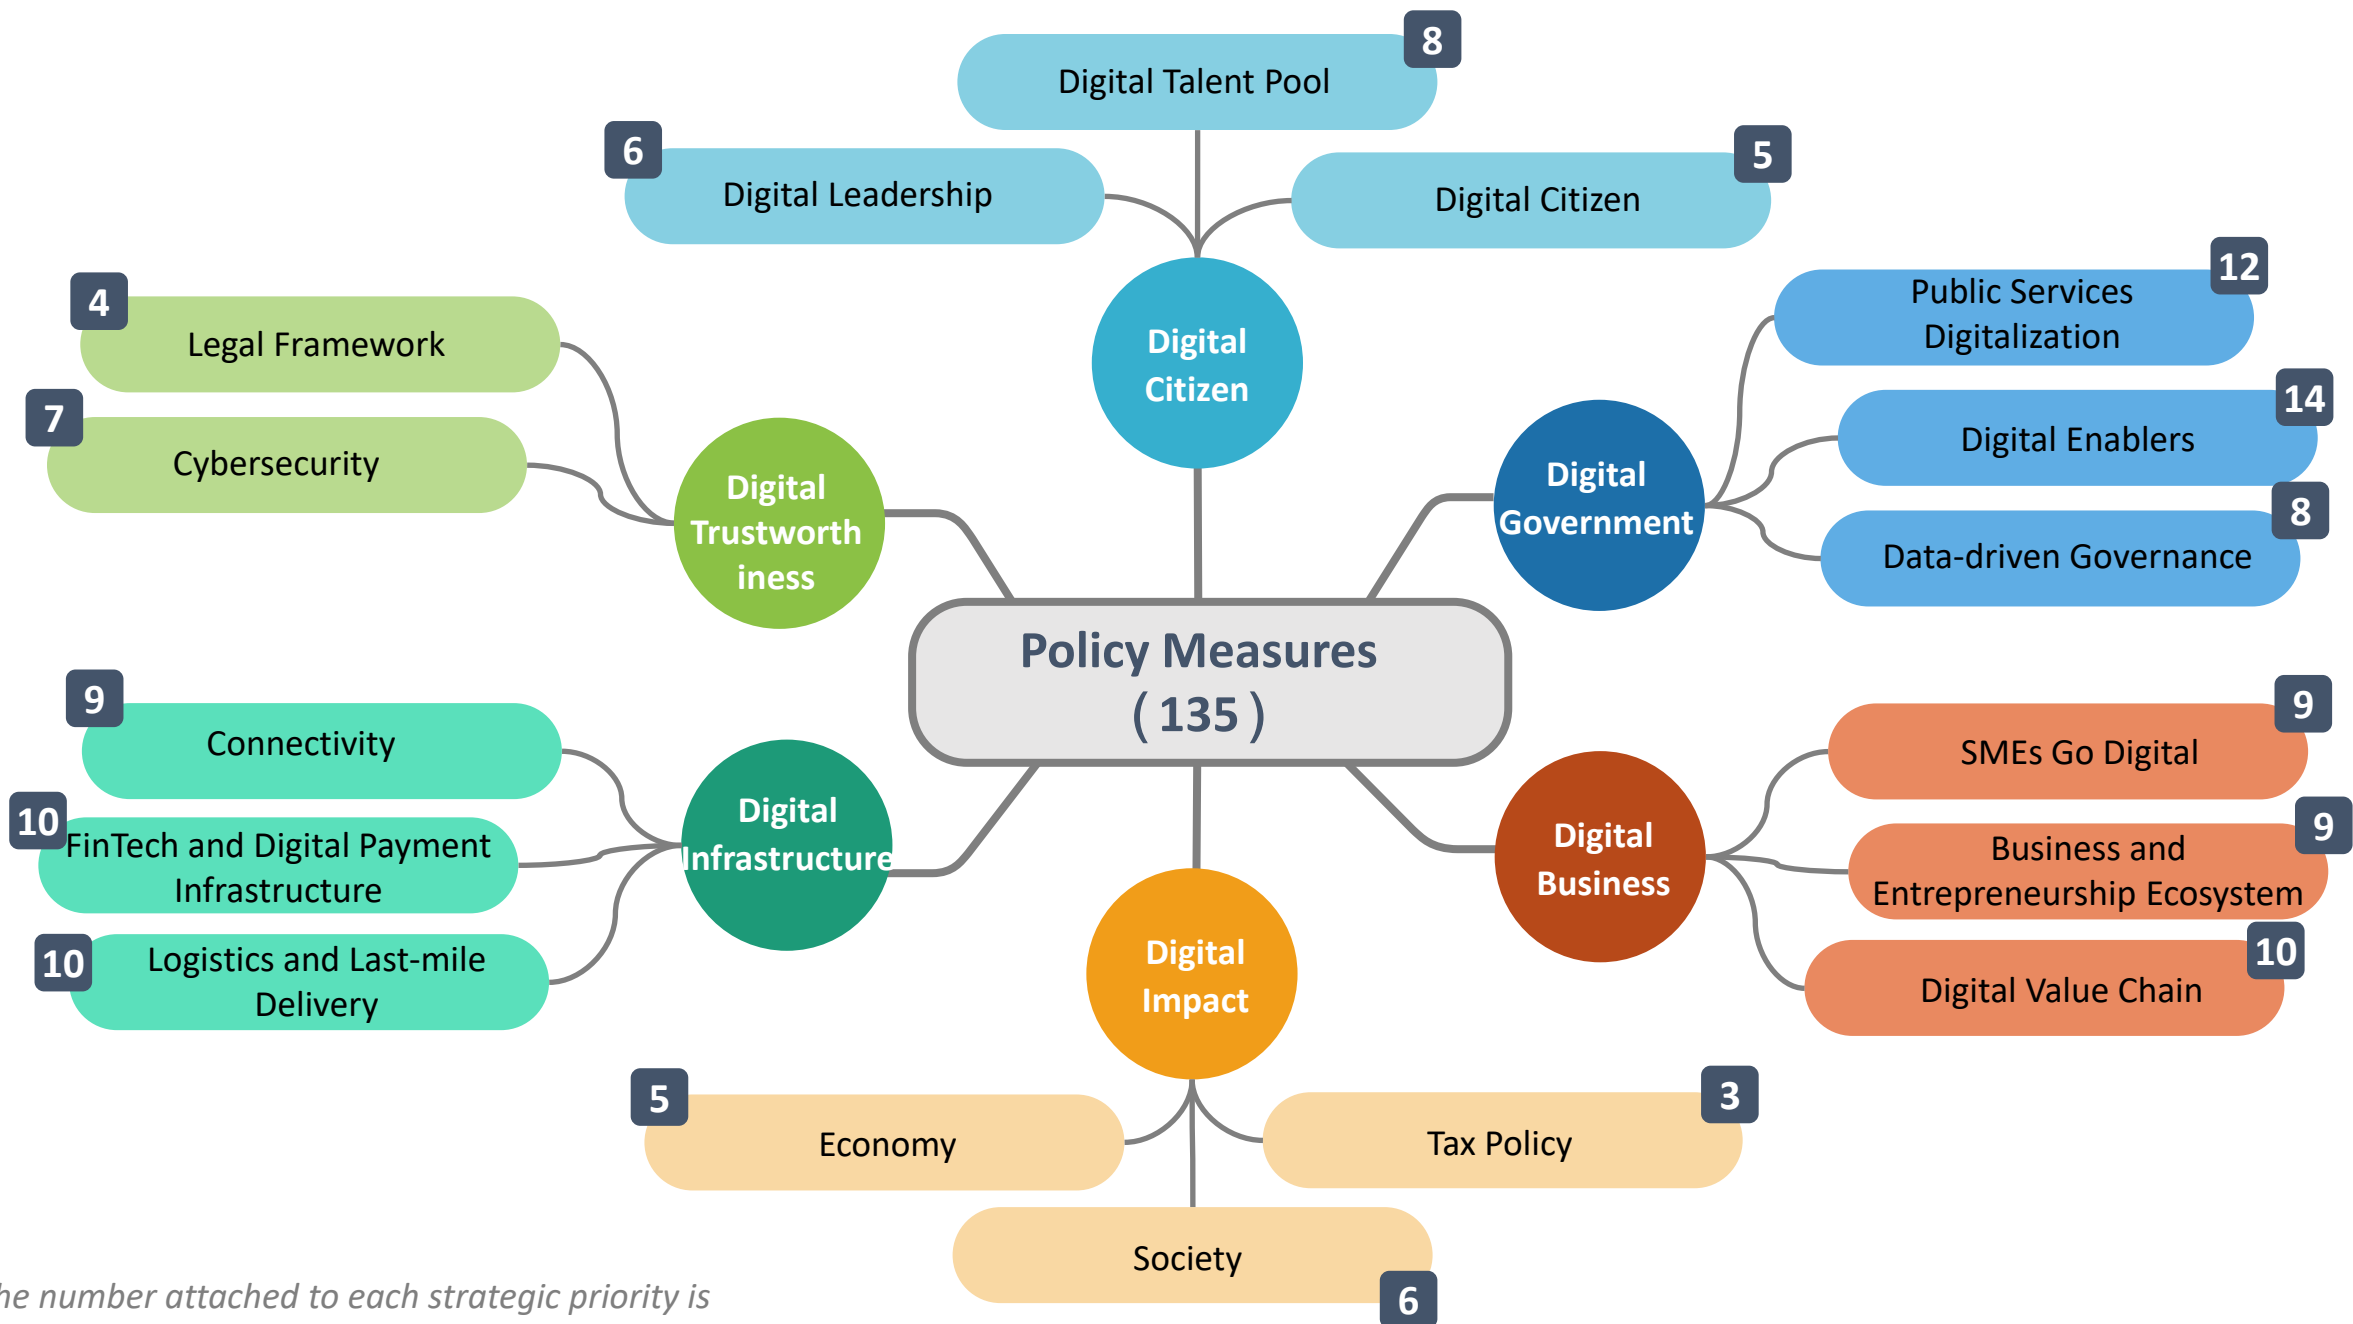 8
Digital Talent Pool
6
Digital Leadership
5
Digital Citizen
Digital
Citizen
4
Legal Framework
7
Cybersecurity
Digital
Trustworth
iness
12
Public Services
Digitalization
14
Digital Enablers
8
Data-driven Governance
Digital
Government
Policy Measures
( 135 )
9
Connectivity
10
FinTech and Digital Payment
Infrastructure
10
Logistics and Last-mile
Delivery
Digital
Infrastructure
9
SMEs Go Digital
9
Business and
Entrepreneurship Ecosystem
10
Digital Value Chain
Digital
Business
Digital
Impact
5
Economy
3
Tax Policy
Society
6
he number attached to each strategic priority is